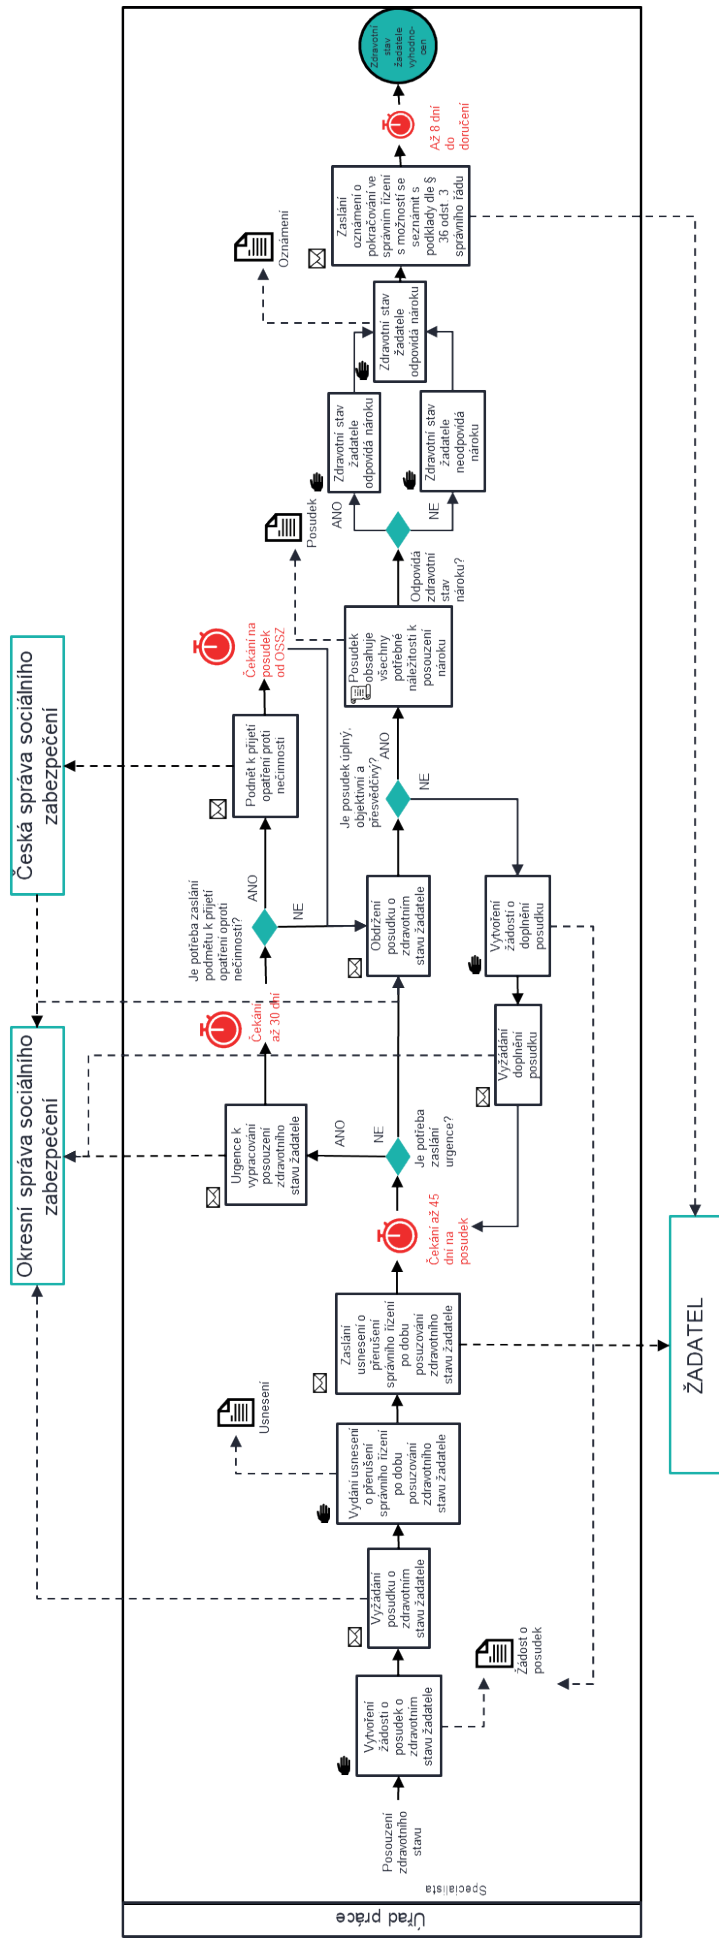 Česká správa sociálního
zabezpečení
Okresní správa sociálního
zabezpečení
Úřad práce
Specialista
Posouzení
zdravotního
stavu
Vytvoření
žádosti o
posudek o
zdravotním
stavu žadatele
Žádost o
posudek
Vyžádání
posudku o
zdravotním
stavu žadatele
Vydání usnesení
o přerušení
správního řízení
po dobu
posuzování
zdravotního
stavu žadatele
Usnesení
Zaslání
usnesení o
přerušení
správního řízení
po dobu
posuzování
zdravotního
stavu žadatele
Čekání až 45
dní na
posudek
Je potřeba
zaslání
urgence?
ANO
NE
Urgence k
vypracování
posouzení
zdravotního
stavu žadatele
Čekání
až 30 dní
Je potřeba zaslání
podmětu k přijetí
opatření oproti
nečinnosti?
ANO
NE
Podnět k přijetí
opatření proti
nečinnosti
Čekání na
posudek
od OSSZ
Obdržení
posudku o
zdravotním
stavu žadatele
Je posudek úplný,
objektivní a
přesvědčivý?
ANO
NE
Vytvoření
žádostí o
doplnění
posudku
Vyžádání
doplnění
posudku
Posudek
obsahuje
všechny
potřebné
náležitosti k
posouzení
nároku
Posudek
Odpovídá
zdravotní
stav
nároku?
ANO
NE
Zdravotní stav
žadatele
odpovídá nároku
Zdravotní stav
žadatele
neodpovídá
nároku
Zdravotní stav
žadatele
odpovídá nároku
Oznámení
Zaslání
oznámení o
pokračování ve
správním řízení
s možností se
seznámit s
podklady dle §
36 odst. 3
správního řádu
Až 8 dní
do
doručení
Zdravotní
stav
žadatele
vyhodno-
cen
ŽADATEL